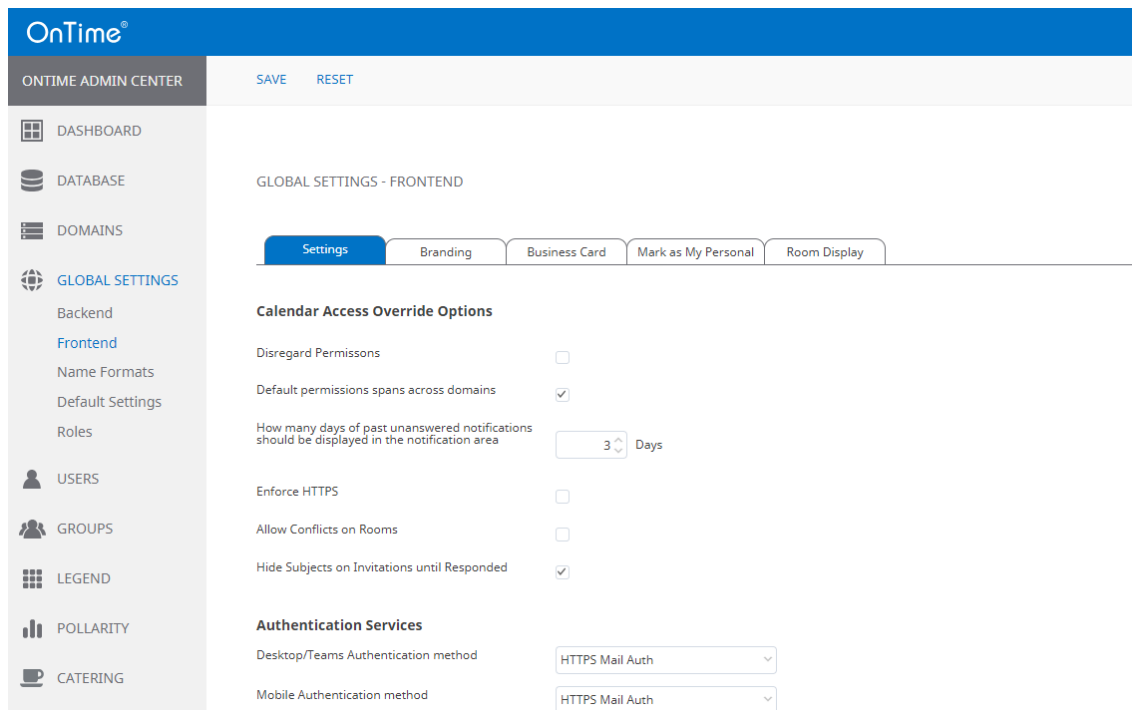 OnTime®
ONTIME ADMIN CENTER
SAVE RESET
DASHBOARD
DATABASE
DOMAINS
GLOBAL SETTINGS
Backend
Frontend
Name Formats
Default Settings
Roles
USERS
GROUPS
LEGEND
POLLARITY
CATERING
GLOBAL SETTINGS - FRONTEND
Settings Branding Business Card Mark as My Personal Room Display
Calendar Access Override Options
Disregard Permissons
Default permissions spans across domains
How many days of past unanswered notifications
should be displayed in the notification area
3 Days
Enforce HTTPS
Allow Conflicts on Rooms
Hide Subjects on Invitations until Responded
Authentication Services
Desktop/Teams Authentication method HTTPS Mail Auth
Mobile Authentication method HTTPS Mail Auth